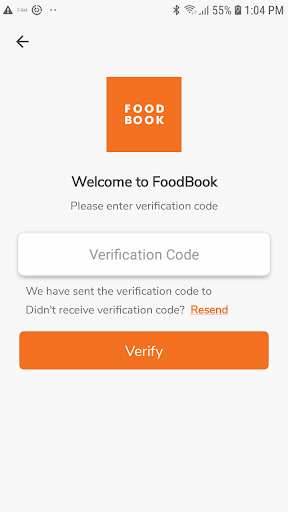 55% 1:04 PM
FOOD
BOOK
Welcome to FoodBook
Please enter verification code
Verification Code
We have sent the verification code to
Didn't receive verification code? Resend
Verify